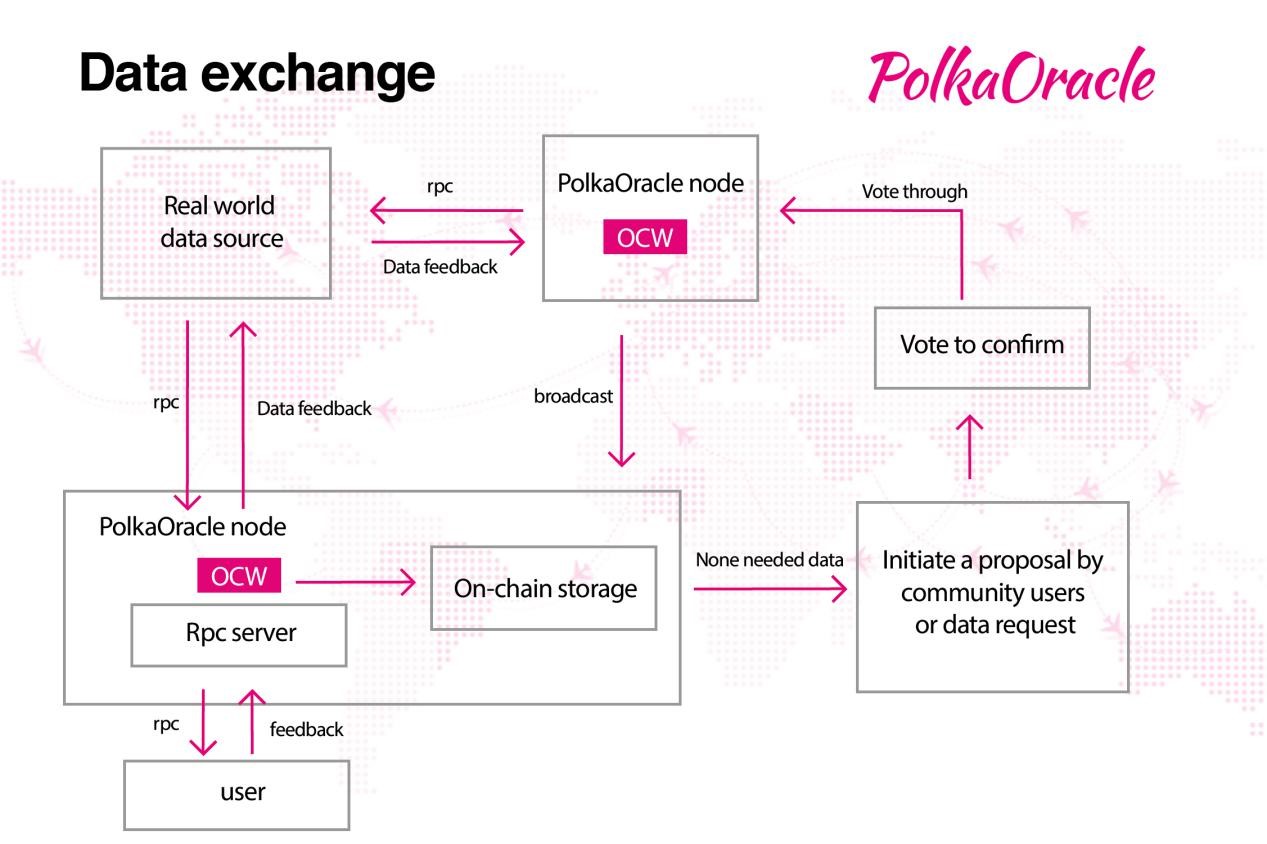 Data exchange
PolkaOracle
Real world
data source
rpc
Data feedback
PolkaOracle node
OCW
Vote through
Vote to confirm
rpc
Data feedback
broadcast
PolkaOracle node
OCW
Rpc server
On-chain storage
None needed data
Initiate a proposal by
community users
or data request
rpc
feedback
user